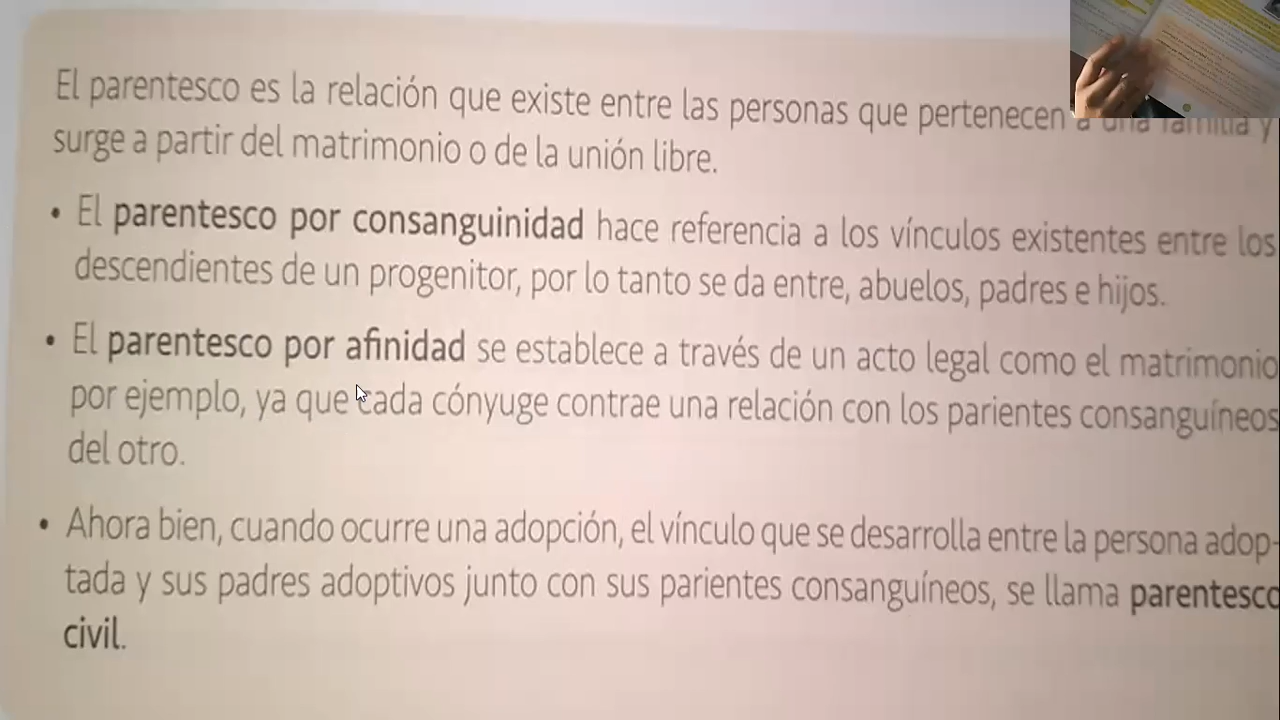 El parentesco es la relación que existe entre las personas que pertenecen a una familia y
surge a partir del matrimonio o de la unión libre.
• El parentesco por consanguinidad hace referencia a los vínculos existentes entre los
descendientes de un progenitor, por lo tanto se da entre, abuelos, padres e hijos.
• El parentesco por afinidad se establece a través de un acto legal como el matrimonio
por ejemplo, ya que cada cónyuge contrae una relación con los parientes consanguíneos
del otro.
• Ahora bien, cuando ocurre una adopción, el vínculo que se desarrolla entre la persona adop-
tada y sus padres adoptivos junto con sus parientes consanguíneos, se llama parentesco
civil.